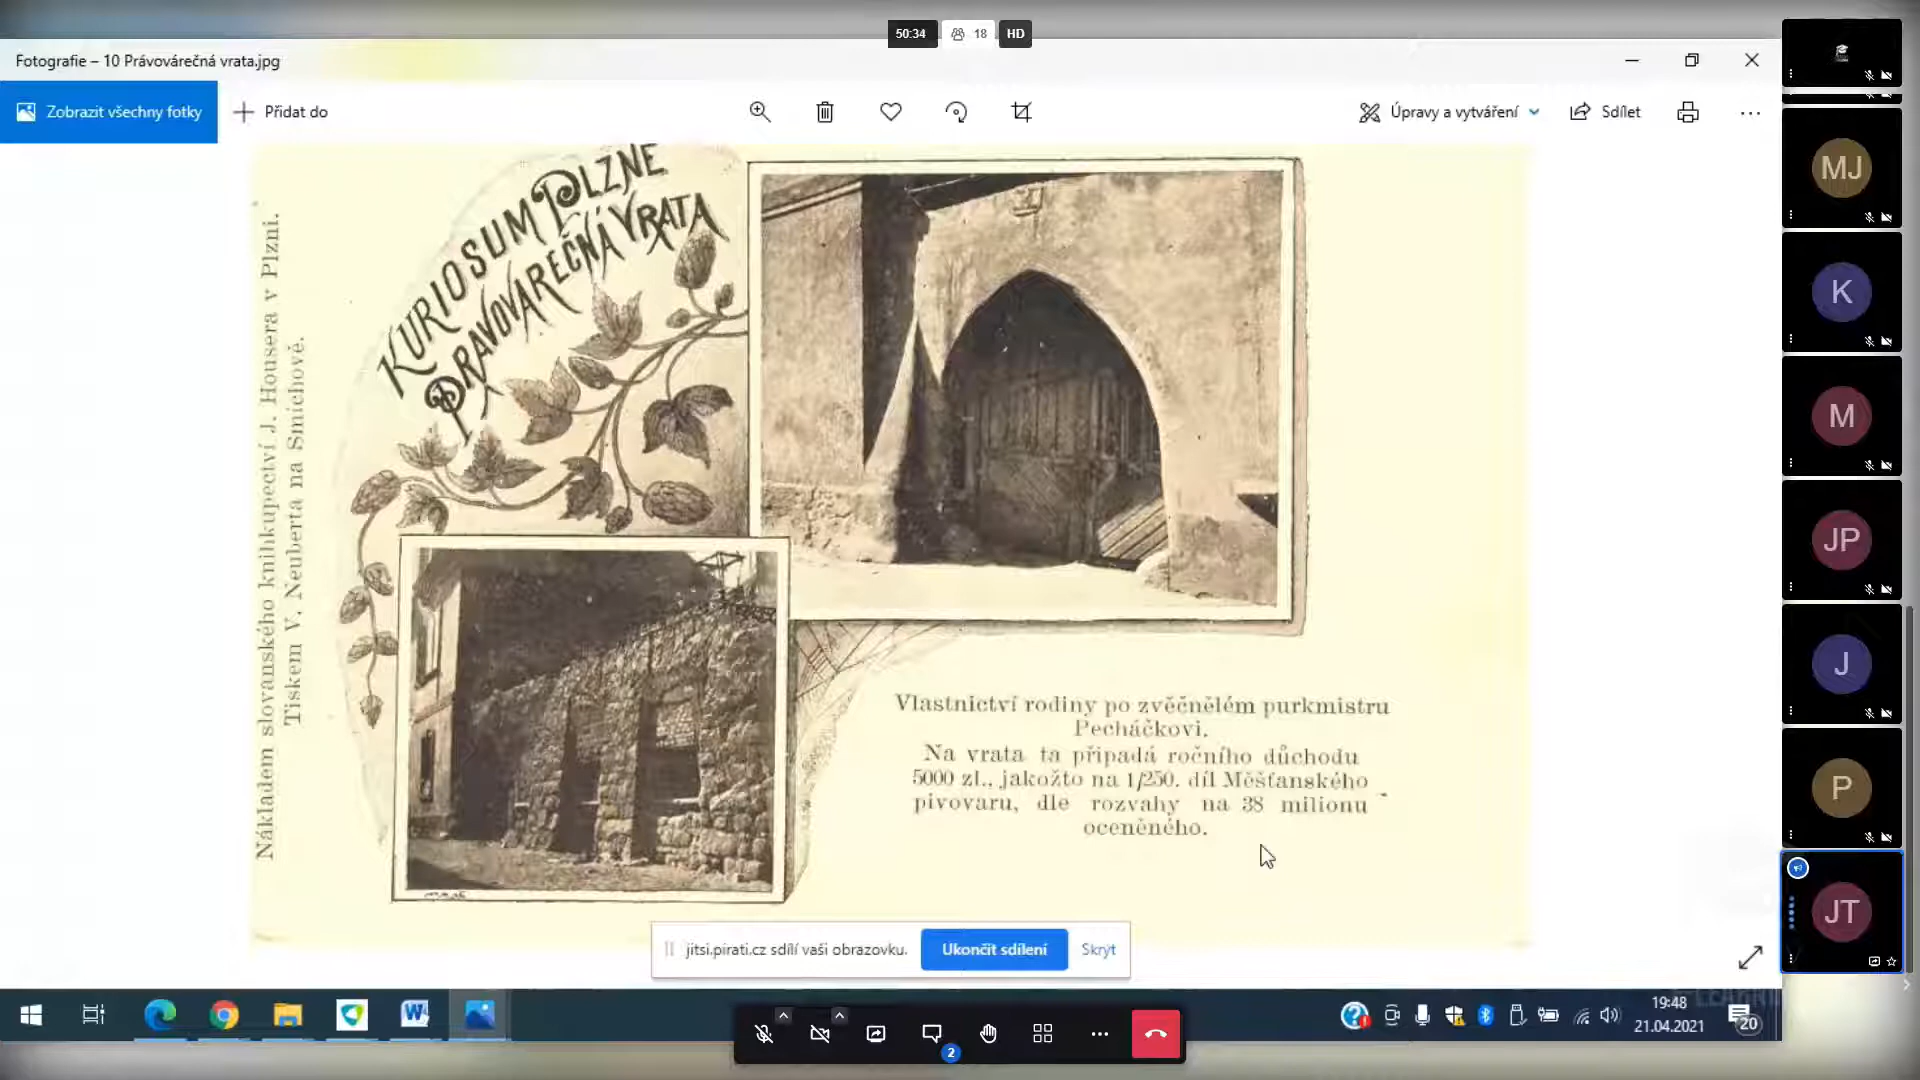 50:34
18
HD
Fotografie – 10 Právovárečná vrata.jpg
Zobrazit všechny fotky
Přidat do
Úpravy a vytváření
Sdílet
KURIOSUM PLZNĚ
PRAVOVAREČNÁ VRATA
Nákladem slovanského knihkupectví J. Housera v Plzni.
Tiskem V. Neuberta na Smíchově.
Vlastnictví rodiny po zvěčnělém purkmistru
Pecháčkovi.
Na vrata ta připadá ročního důchodu
5000 zl., jakožto na 1/250. díl Měšťanského
pivovaru, dle rozvahy na 38 milionu
oceněného.
jitsi.pirati.cz sdílí vaši obrazovku.
Ukončit sdílení
Skrýt
MJ
K
M
JP
J
P
JT
19:48
21.04.2021
20
2